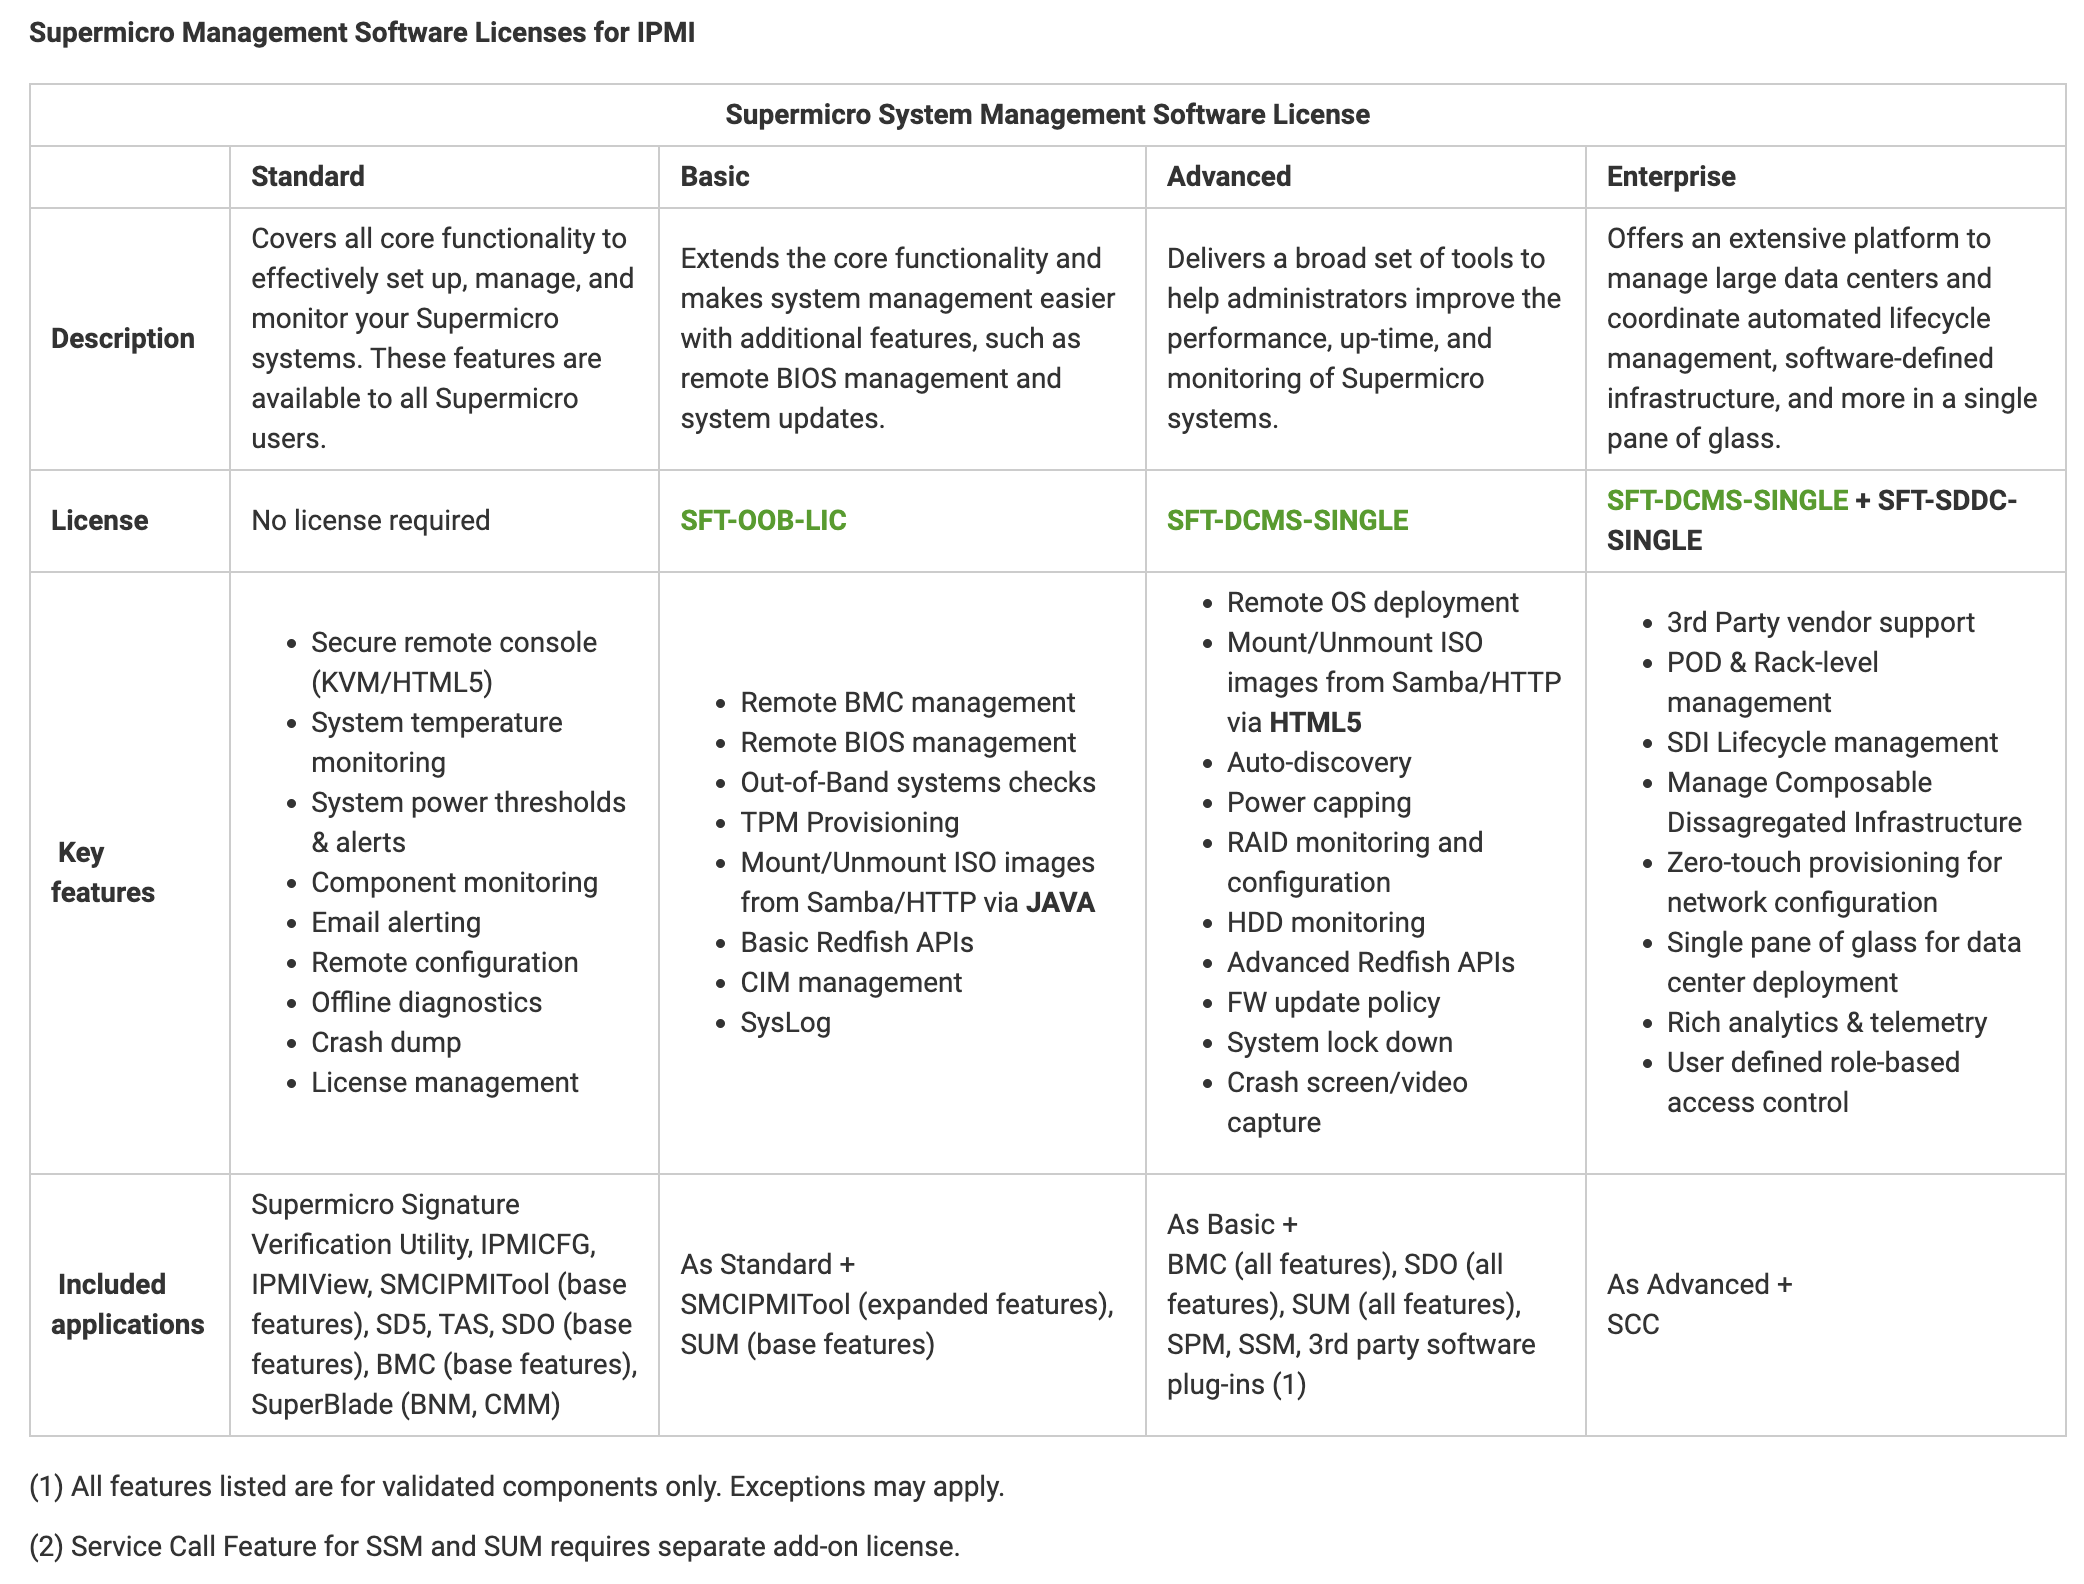 Supermicro Management Software Licenses for IPMI
Supermicro System Management Software License
Standard
Basic
Advanced
Enterprise
Description
Covers all core functionality to
effectively set up, manage, and
monitor your Supermicro
systems. These features are
available to all Supermicro
users.
Extends the core functionality and
makes system management easier
with additional features, such as
remote BIOS management and
system updates.
Delivers a broad set of tools to
help administrators improve the
performance, up-time, and
monitoring of Supermicro
systems.
Offers an extensive platform to
manage large data centers and
coordinate automated lifecycle
management, software-defined
infrastructure, and more in a single
pane of glass.
License
No license required
SFT-OOB-LIC
SFT-DCMS-SINGLE
SFT-DCMS-SINGLE + SFT-SDDC-
SINGLE
Key
features
• Secure remote console
(KVM/HTML5)
• System temperature
monitoring
• System power thresholds
& alerts
• Component monitoring
• Email alerting
• Remote configuration
• Offline diagnostics
• Crash dump
• License management
• Remote BMC management
• Remote BIOS management
• Out-of-Band systems checks
• TPM Provisioning
• Mount/Unmount ISO images
from Samba/HTTP via JAVA
• Basic Redfish APIs
• CIM management
• SysLog
• Remote OS deployment
• Mount/Unmount ISO
images from Samba/HTTP
via HTML5
• Auto-discovery
• Power capping
• RAID monitoring and
configuration
• HDD monitoring
• Advanced Redfish APIs
• FW update policy
• System lock down
• Crash screen/video
capture
• 3rd Party vendor support
• POD & Rack-level
management
• SDI Lifecycle management
• Manage Composable
Dissagregated Infrastructure
• Zero-touch provisioning for
network configuration
• Single pane of glass for data
center deployment
• Rich analytics & telemetry
• User defined role-based
access control
Included
applications
Supermicro Signature
Verification Utility, IPMICFG,
IPMIView, SMCIPMITool (base
features), SD5, TAS, SDO (base
features), BMC (base features),
SuperBlade (BNM, CMM)
As Standard +
SMCIPMITool (expanded features),
SUM (base features)
As Basic +
BMC (all features), SDO (all
features), SUM (all features),
SPM, SSM, 3rd party software
plug-ins (1)
As Advanced +
SCC
(1) All features listed are for validated components only. Exceptions may apply.
(2) Service Call Feature for SSM and SUM requires separate add-on license.